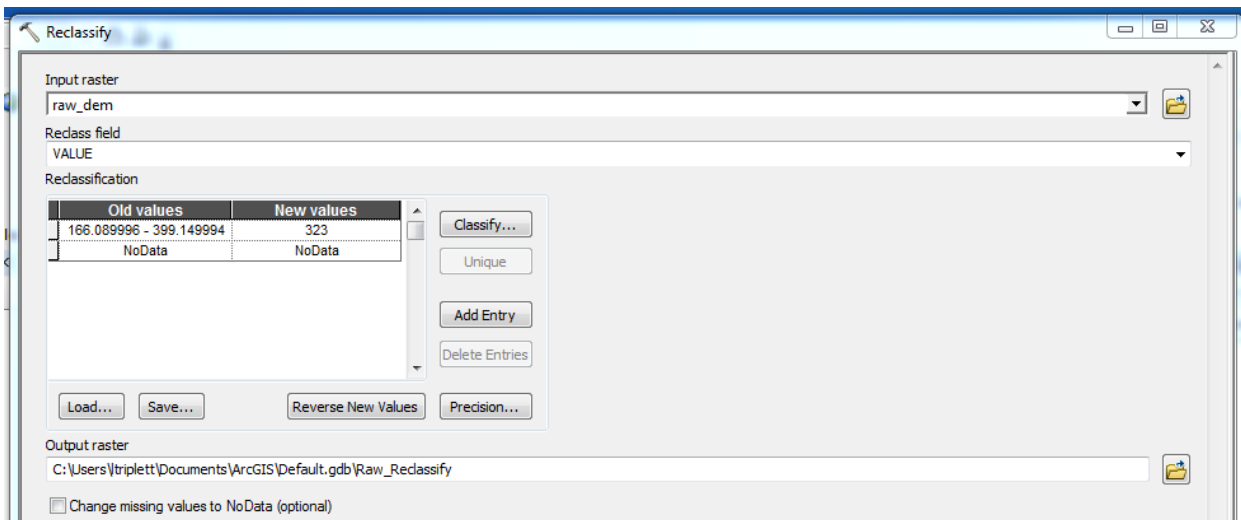 Reclassify
Input raster
raw_dem
Reclass field
VALUE
Reclassification
Old values New values
166.089996 - 399.149994 323
NoData NoData
Classify...
Unique
Add Entry
Delete Entries
Load... Save... Reverse New Values Precision...
Output raster
C:\Users\ltriplett\Documents\ArcGIS\Default.gdb\Raw_Reclassify
Change missing values to NoData (optional)